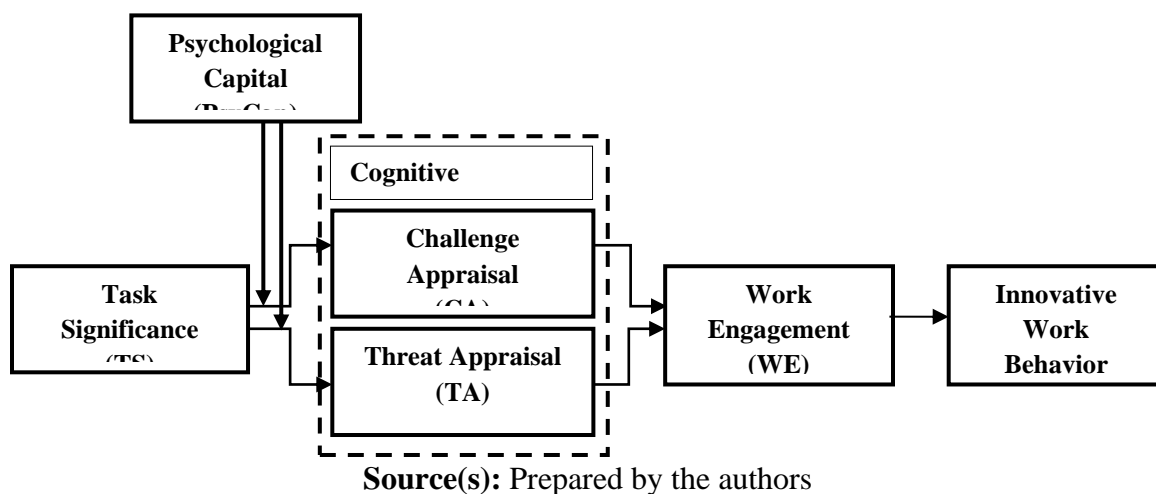 Psychological
Capital
Cognitive
Challenge
Appraisal
Task
Significance
Threat Appraisal
(TA)
Work
Engagement
(WE)
Innovative
Work
Behavior
Source(s): Prepared by the authors